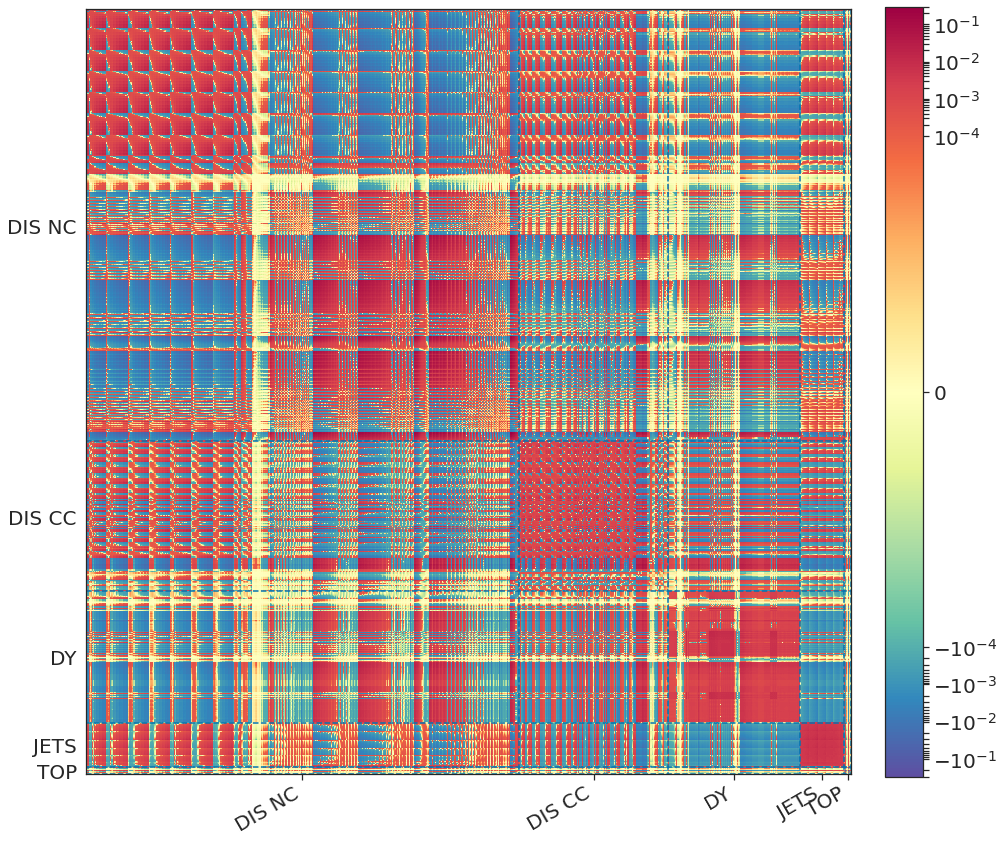 DIS NC
DIS CC
DY
JETS
TOP
DIS NC
DIS CC
DY
JETS
TOP
10⁻¹
10⁻²
10⁻³
10⁻⁴
0
−10⁻⁴
−10⁻³
−10⁻²
−10⁻¹